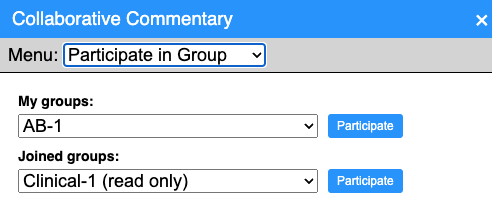 Collaborative Commentary ×
Menu: Participate in Group
My groups:
AB-1 Participate
Joined groups:
Clinical-1 (read only) Participate